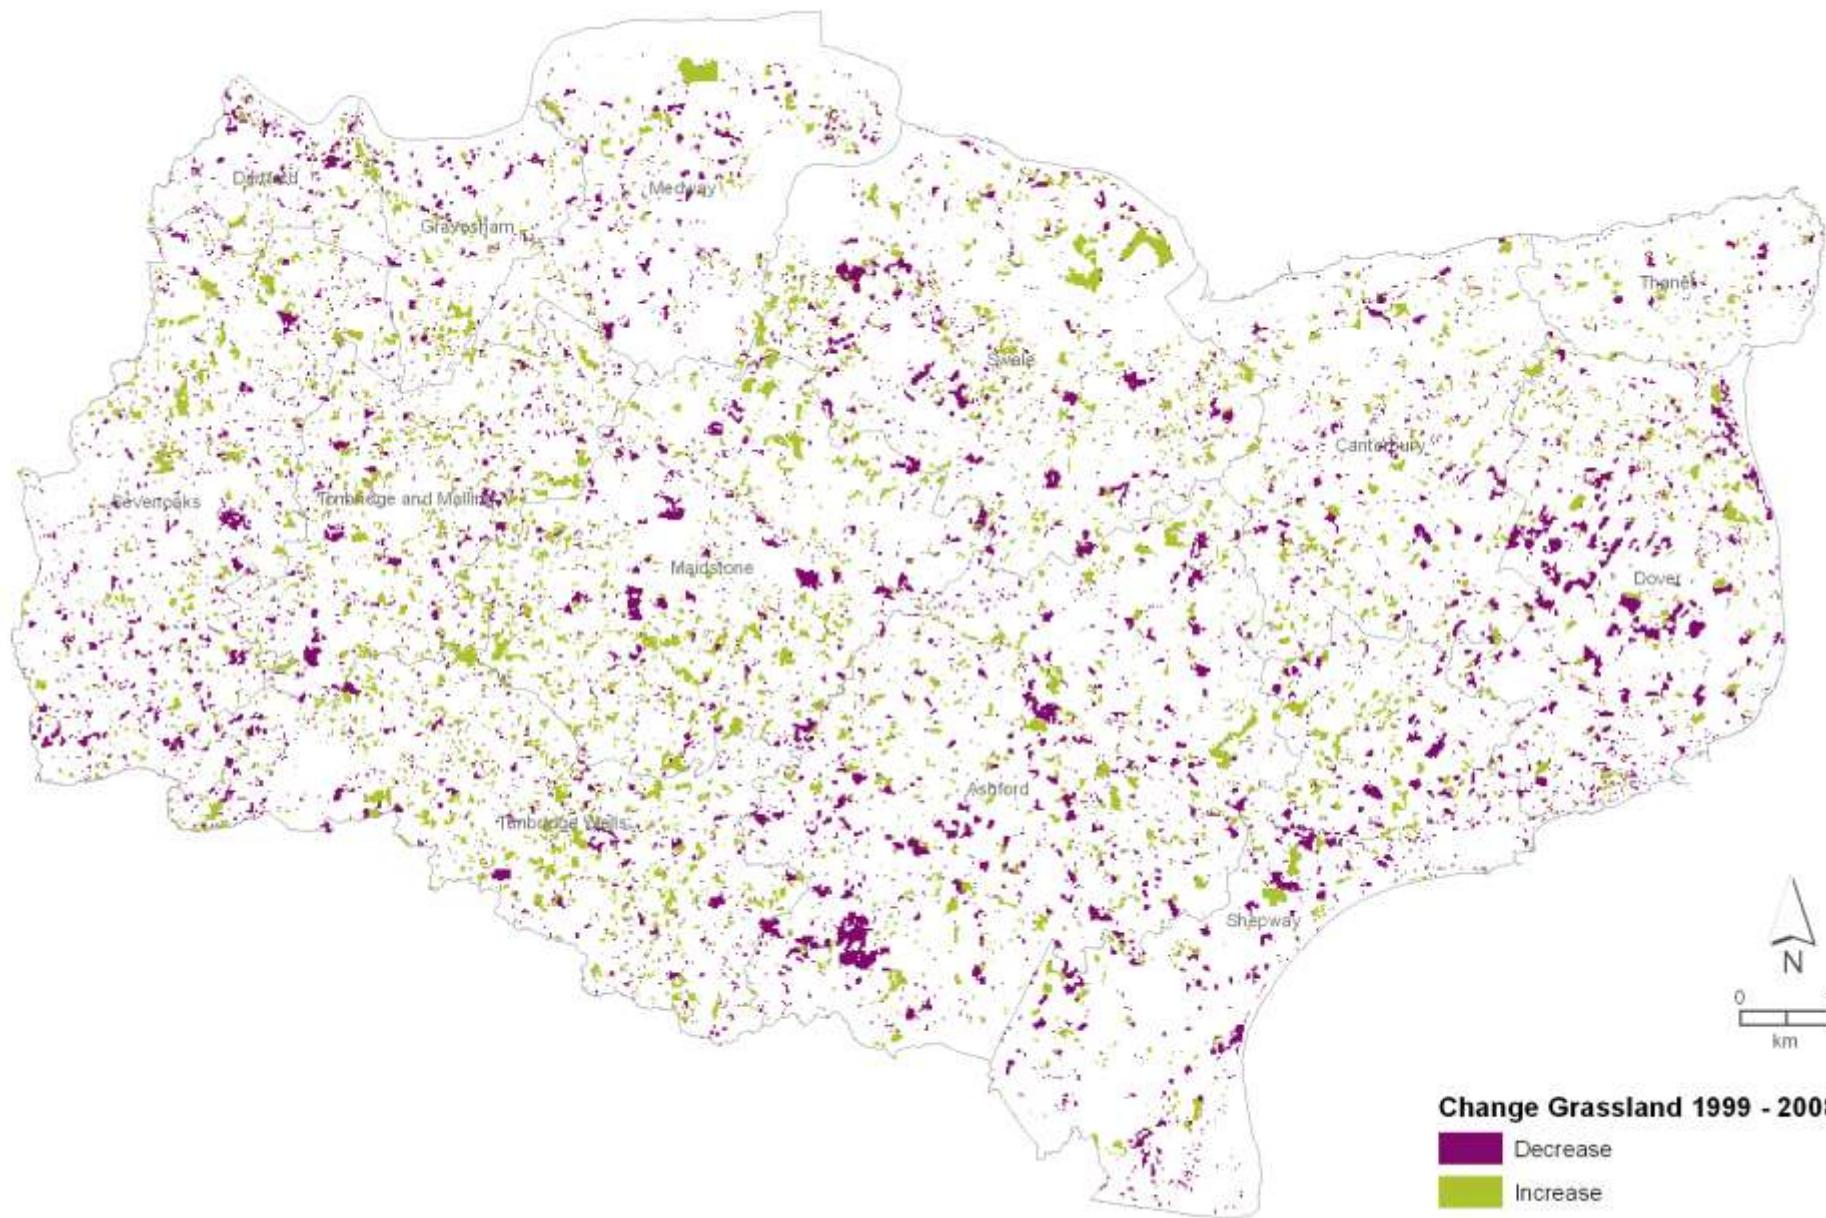 Dartford
Medway
Gravesham
Thanet
Swale
Canterbury
Sevenoaks
Tonbridge and Malling
Maidstone
Dover
Ashford
Tunbridge Wells
Shepway
N
0
km
Change Grassland 1999 - 2008
Decrease
Increase